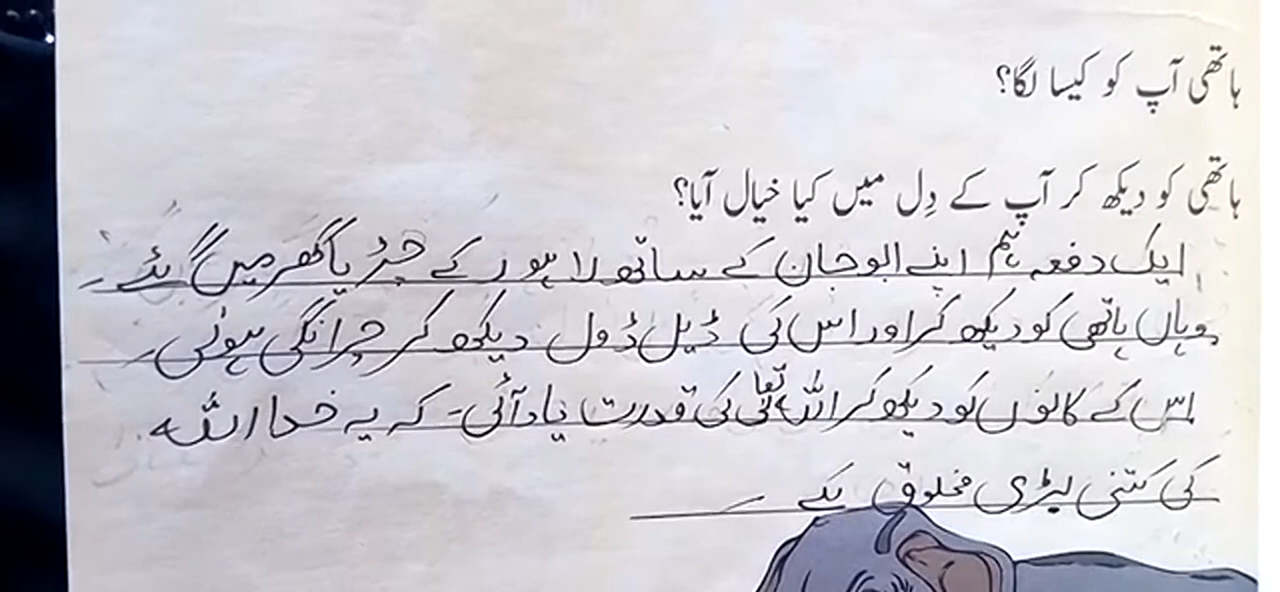 ہاتھی آپ کو کیسا لگا؟
ہاتھی کو دیکھ کر آپ کے دِل میں کیا خیال آیا؟
ایک دفعہ ہم اپنے ابو جان کے ساتھ لاہور کے چڑیا گھر میں گئے۔
وہاں ہاتھی کو دیکھ کر اور اس کی ڈیل ڈول دیکھ کر حیرانگی ہوئی۔
اس کے کانوں کو دیکھ کر اللہ تعالیٰ کی قدرت یاد آئی۔ کہ یہ خدا اللہ
کی کتنی بڑی مخلوق ہے۔